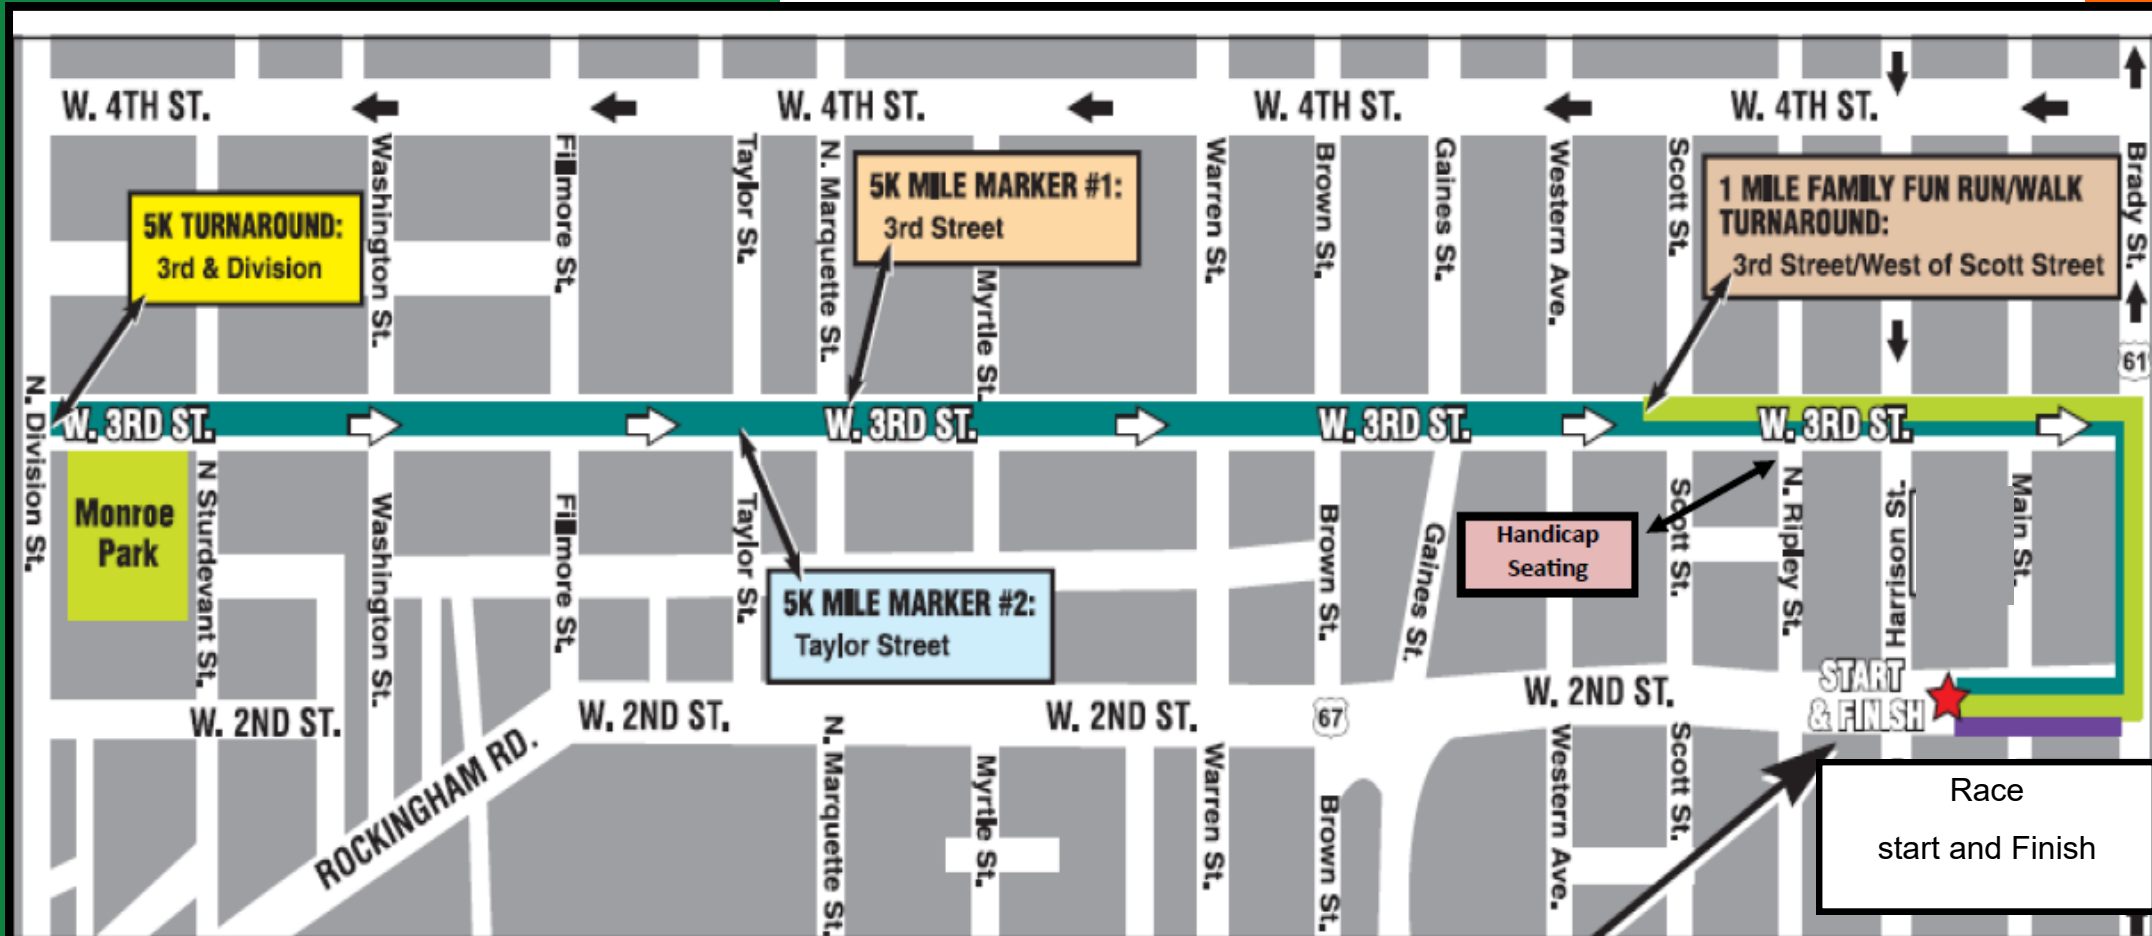 W. 4TH ST.
W. 4TH ST.
W. 4TH ST.
W. 4TH ST.
Washington St.
Fillmore St.
Taylor St.
N. Marquette St.
Myrtle St.
Warren St.
Brown St.
Gaines St.
Western Ave.
Scott St.
Brady St.
61
5K TURNAROUND:
3rd & Division
5K MILE MARKER #1:
3rd Street
1 MILE FAMILY FUN RUN/WALK
TURNAROUND:
3rd Street/West of Scott Street
N. Division St.
W. 3RD ST.
W. 3RD ST.
W. 3RD ST.
W. 3RD ST.
Monroe
Park
N Sturdevant St.
Washington St.
Fillmore St.
Taylor St.
5K MILE MARKER #2:
Taylor Street
Brown St.
Gaines St.
Handicap
Seating
Scott St.
N. Ripley St.
Harrison St.
Main St.
START
& FINISH
W. 2ND ST.
W. 2ND ST.
W. 2ND ST.
W. 2ND ST.
67
ROCKINGHAM RD.
N. Marquette St.
Myrtle St.
Warren St.
Brown St.
Western Ave.
Scott St.
Race
start and Finish